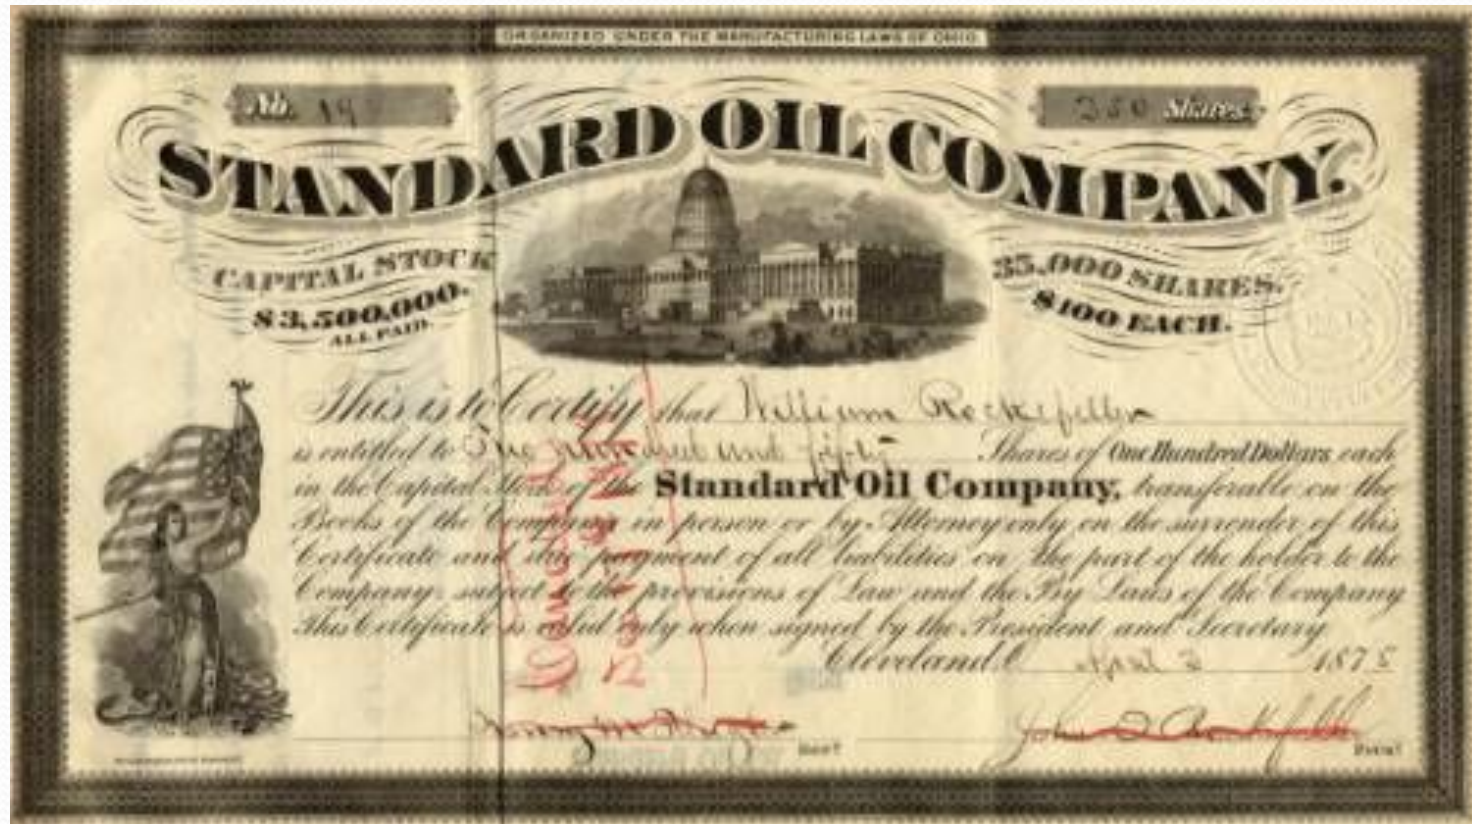 ORGANIZED UNDER THE MANUFACTURING LAWS OF OHIO.
No. 19
250 Shares
STANDARD OIL COMPANY.
CAPITAL STOCK
$3,500,000.
ALL PAID.
35,000 SHARES.
$100 EACH.
This is to Certify that William Rockefeller
is entitled to Two hundred and fifty Shares of One Hundred Dollars each
in the Capital Stock of the Standard Oil Company, transferable on the
Books of the Company in person or by Attorney only on the surrender of this
Certificate and due payment of all liabilities on the part of the holder to the
Company, subject to the provisions of Law and the By Laws of the Company
This Certificate is valid only when signed by the President and Secretary
Cleveland, O 1875
John D Rockefeller
Secy
Presdt